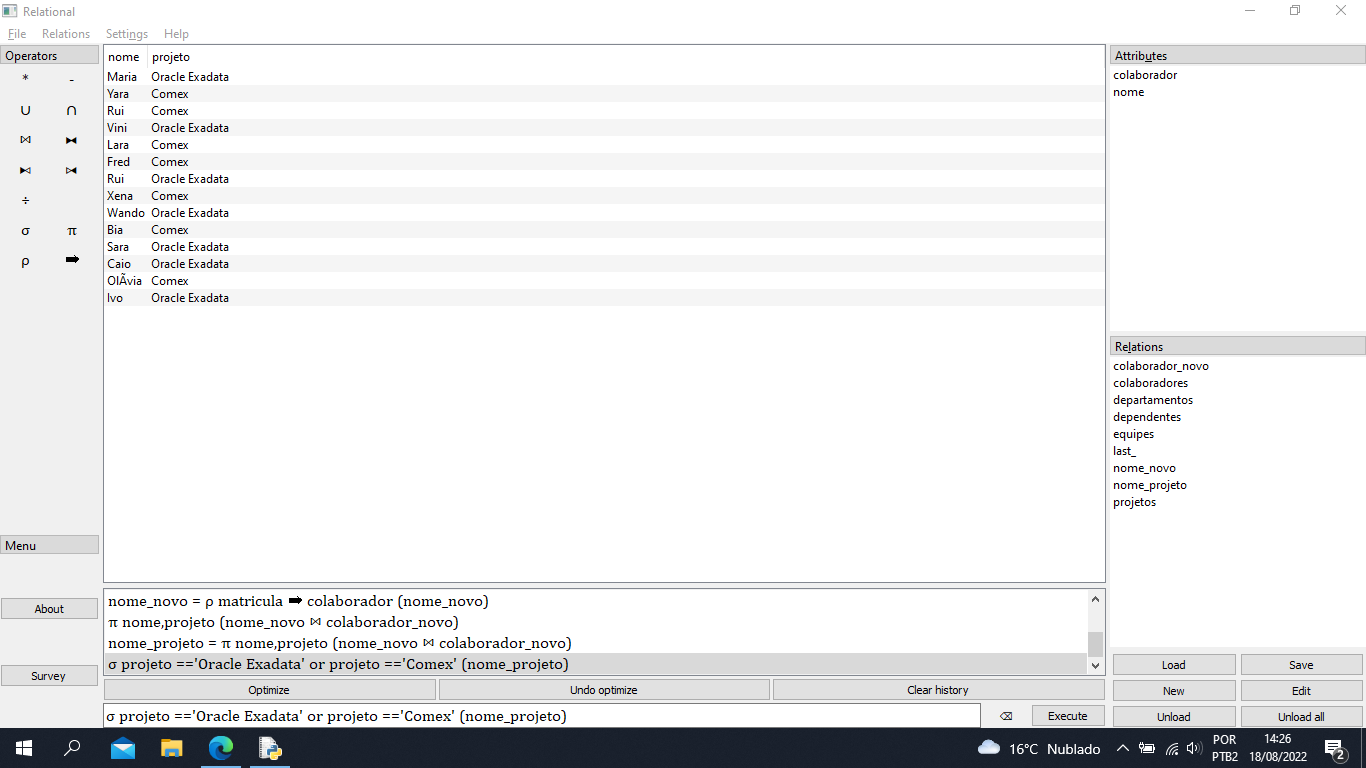 Relational
File Relations Settings Help
Operators
* -
∪ ∩
⋈ ⧓
⧑ ⧒
÷
σ π
ρ ➡
Menu
About
Survey
nome projeto
Maria Oracle Exadata
Yara Comex
Rui Comex
Vini Oracle Exadata
Lara Comex
Fred Comex
Rui Oracle Exadata
Xena Comex
Wando Oracle Exadata
Bia Comex
Sara Oracle Exadata
Caio Oracle Exadata
OlÃvia Comex
Ivo Oracle Exadata
nome_novo = ρ matricula ➡ colaborador (nome_novo)
π nome,projeto (nome_novo ⋈ colaborador_novo)
nome_projeto = π nome,projeto (nome_novo ⋈ colaborador_novo)
σ projeto =='Oracle Exadata' or projeto =='Comex' (nome_projeto)
Optimize Undo optimize Clear history
σ projeto =='Oracle Exadata' or projeto =='Comex' (nome_projeto)
⌫ Execute
Attributes
colaborador
nome
Relations
colaborador_novo
colaboradores
departamentos
dependentes
equipes
last_
nome_novo
nome_projeto
projetos
Load Save
New Edit
Unload Unload all
16°C Nublado
POR
PTB2
14:26
18/08/2022
2